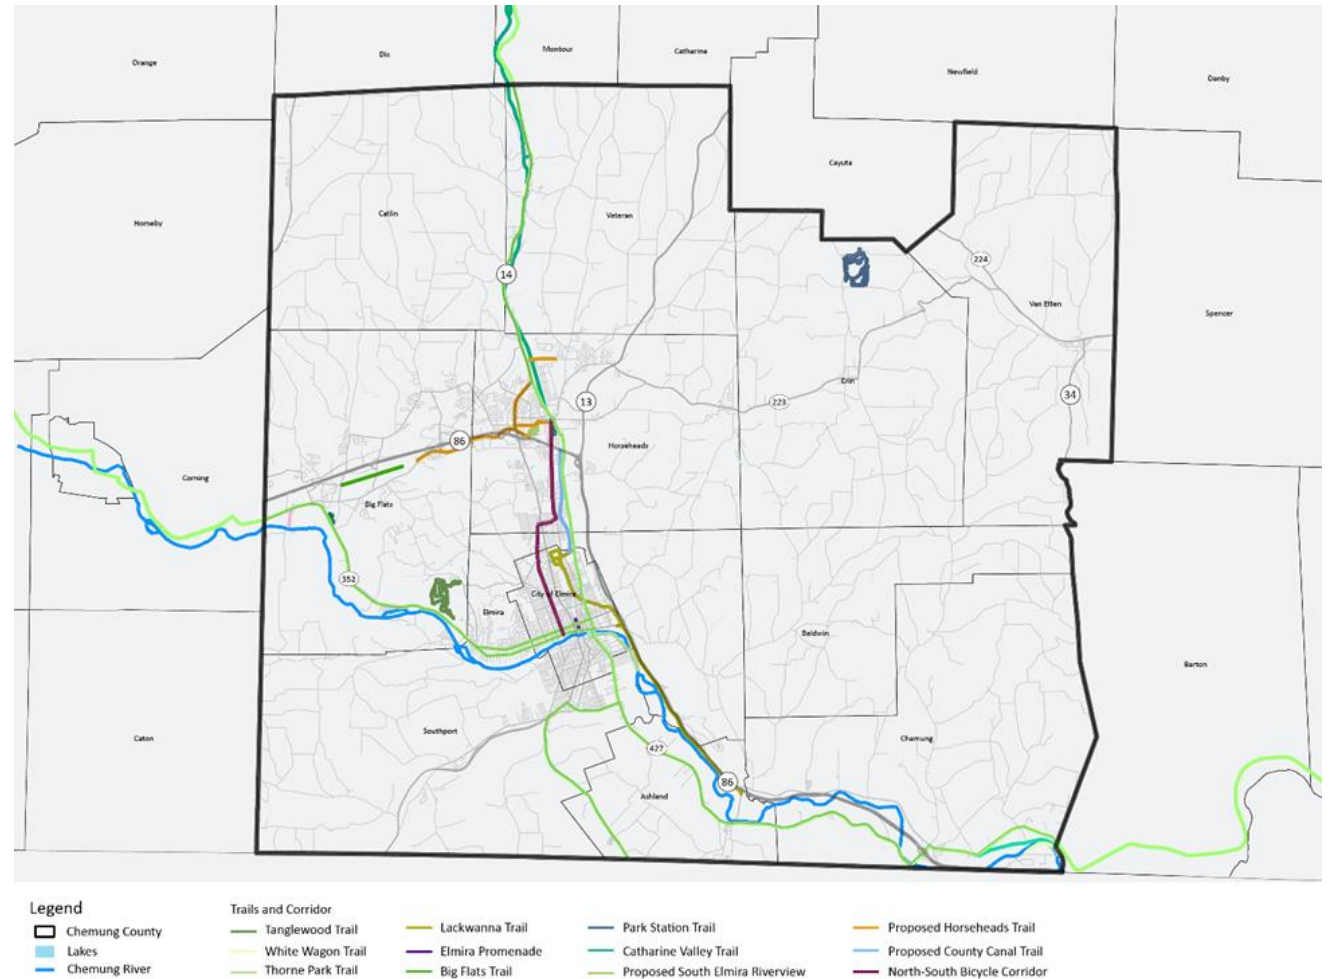 Montour
Dix
Catharine
Orange
Newfield
Danby
Cayuta
Catlin
Veteran
Hornby
224
14
Van Etten
Spencer
Erin
34
13
223
86
Horseheads
Corning
Big Flats
352
City of Elmira
Elmira
Baldwin
Barton
Southport
Caton
Chemung
427
86
Ashland
Legend
Chemung County
Lakes
Chemung River
Trails and Corridor
Tanglewood Trail
White Wagon Trail
Thorne Park Trail
Lackwanna Trail
Elmira Promenade
Big Flats Trail
Park Station Trail
Catharine Valley Trail
Proposed South Elmira Riverview
Proposed Horseheads Trail
Proposed County Canal Trail
North-South Bicycle Corridor